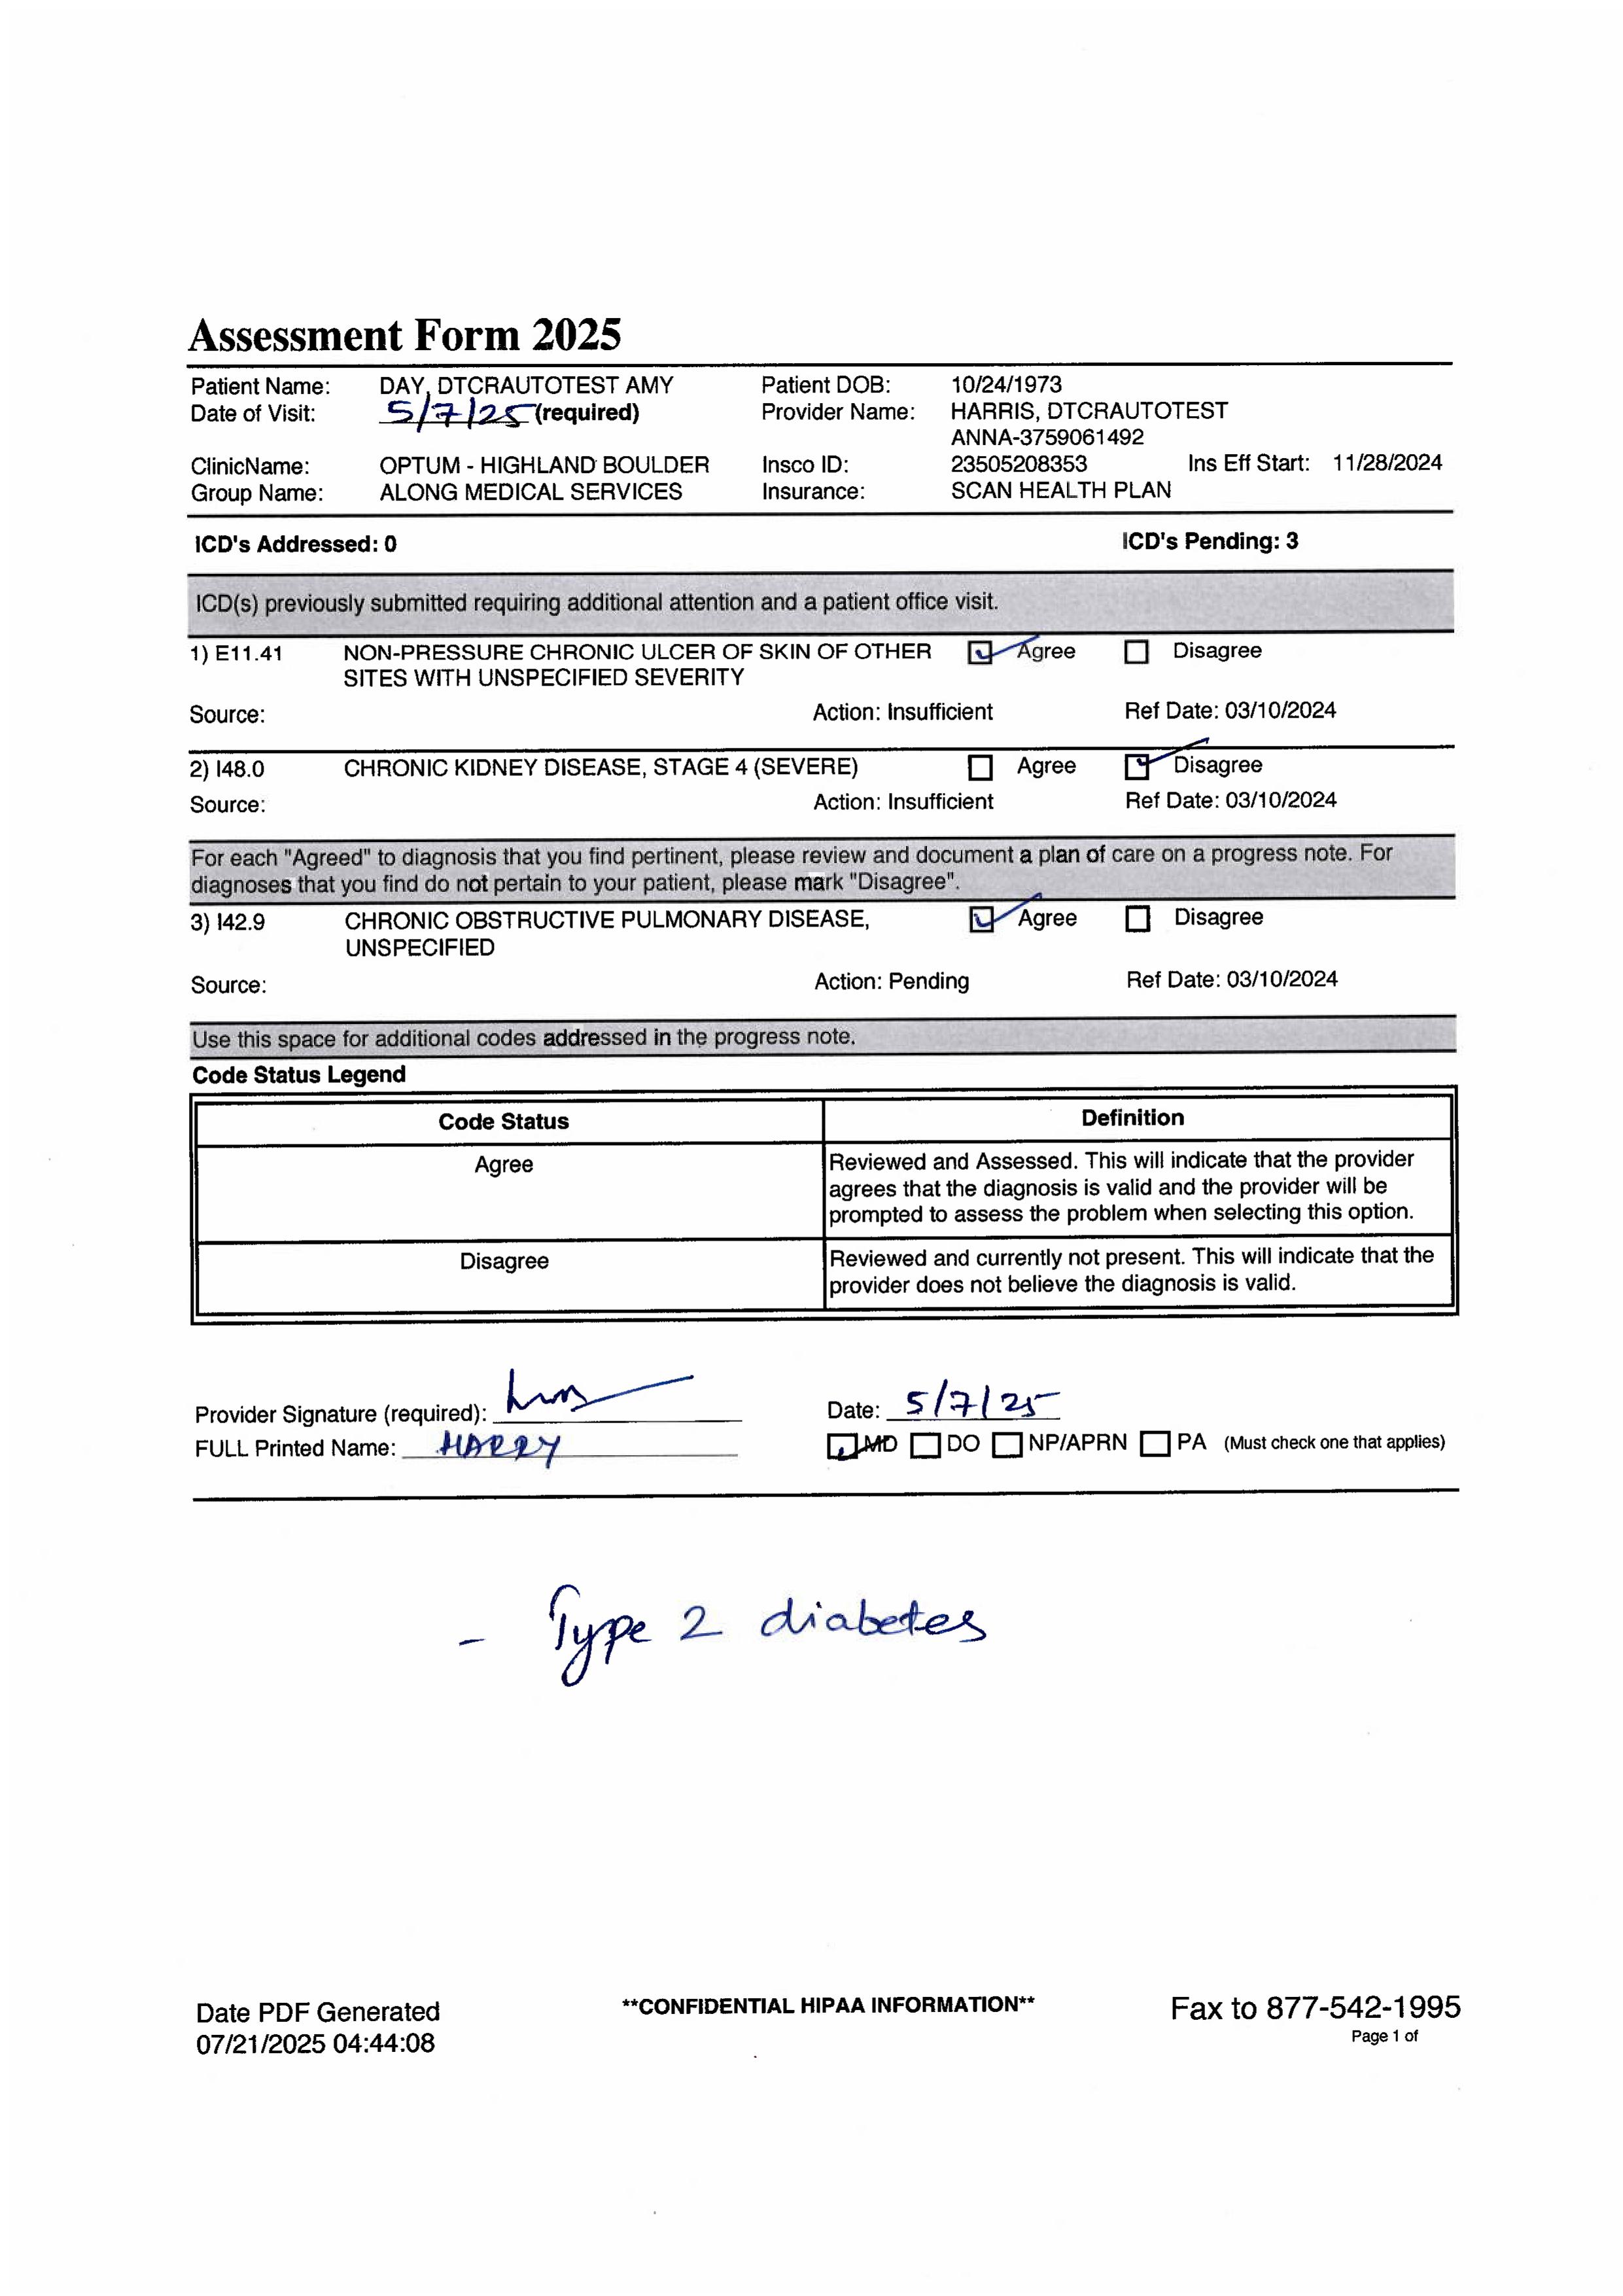 Assessment Form 2025
Patient Name: DAY, DTCRAUTOTEST AMY Patient DOB: 10/24/1973
Date of Visit: 5/7/25 (required) Provider Name: HARRIS, DTCRAUTOTEST
ANNA-3759061492
ClinicName: OPTUM - HIGHLAND BOULDER Insco ID: 23505208353 Ins Eff Start: 11/28/2024
Group Name: ALONG MEDICAL SERVICES Insurance: SCAN HEALTH PLAN
ICD's Addressed: 0 ICD's Pending: 3
ICD(s) previously submitted requiring additional attention and a patient office visit.
1) E11.41 NON-PRESSURE CHRONIC ULCER OF SKIN OF OTHER Agree Disagree
SITES WITH UNSPECIFIED SEVERITY
Source: Action: Insufficient Ref Date: 03/10/2024
2) I48.0 CHRONIC KIDNEY DISEASE, STAGE 4 (SEVERE) Agree Disagree
Source: Action: Insufficient Ref Date: 03/10/2024
For each "Agreed" to diagnosis that you find pertinent, please review and document a plan of care on a progress note. For
diagnoses that you find do not pertain to your patient, please mark "Disagree".
3) I42.9 CHRONIC OBSTRUCTIVE PULMONARY DISEASE, Agree Disagree
UNSPECIFIED
Source: Action: Pending Ref Date: 03/10/2024
Use this space for additional codes addressed in the progress note.
Code Status Legend
Code Status Definition
Agree Reviewed and Assessed. This will indicate that the provider
agrees that the diagnosis is valid and the provider will be
prompted to assess the problem when selecting this option.
Disagree Reviewed and currently not present. This will indicate that the
provider does not believe the diagnosis is valid.
Provider Signature (required): Date: 5/7/25
FULL Printed Name: HARRY MD DO NP/APRN PA (Must check one that applies)
- Type 2 diabetes
Date PDF Generated **CONFIDENTIAL HIPAA INFORMATION** Fax to 877-542-1995
07/21/2025 04:44:08 Page 1 of